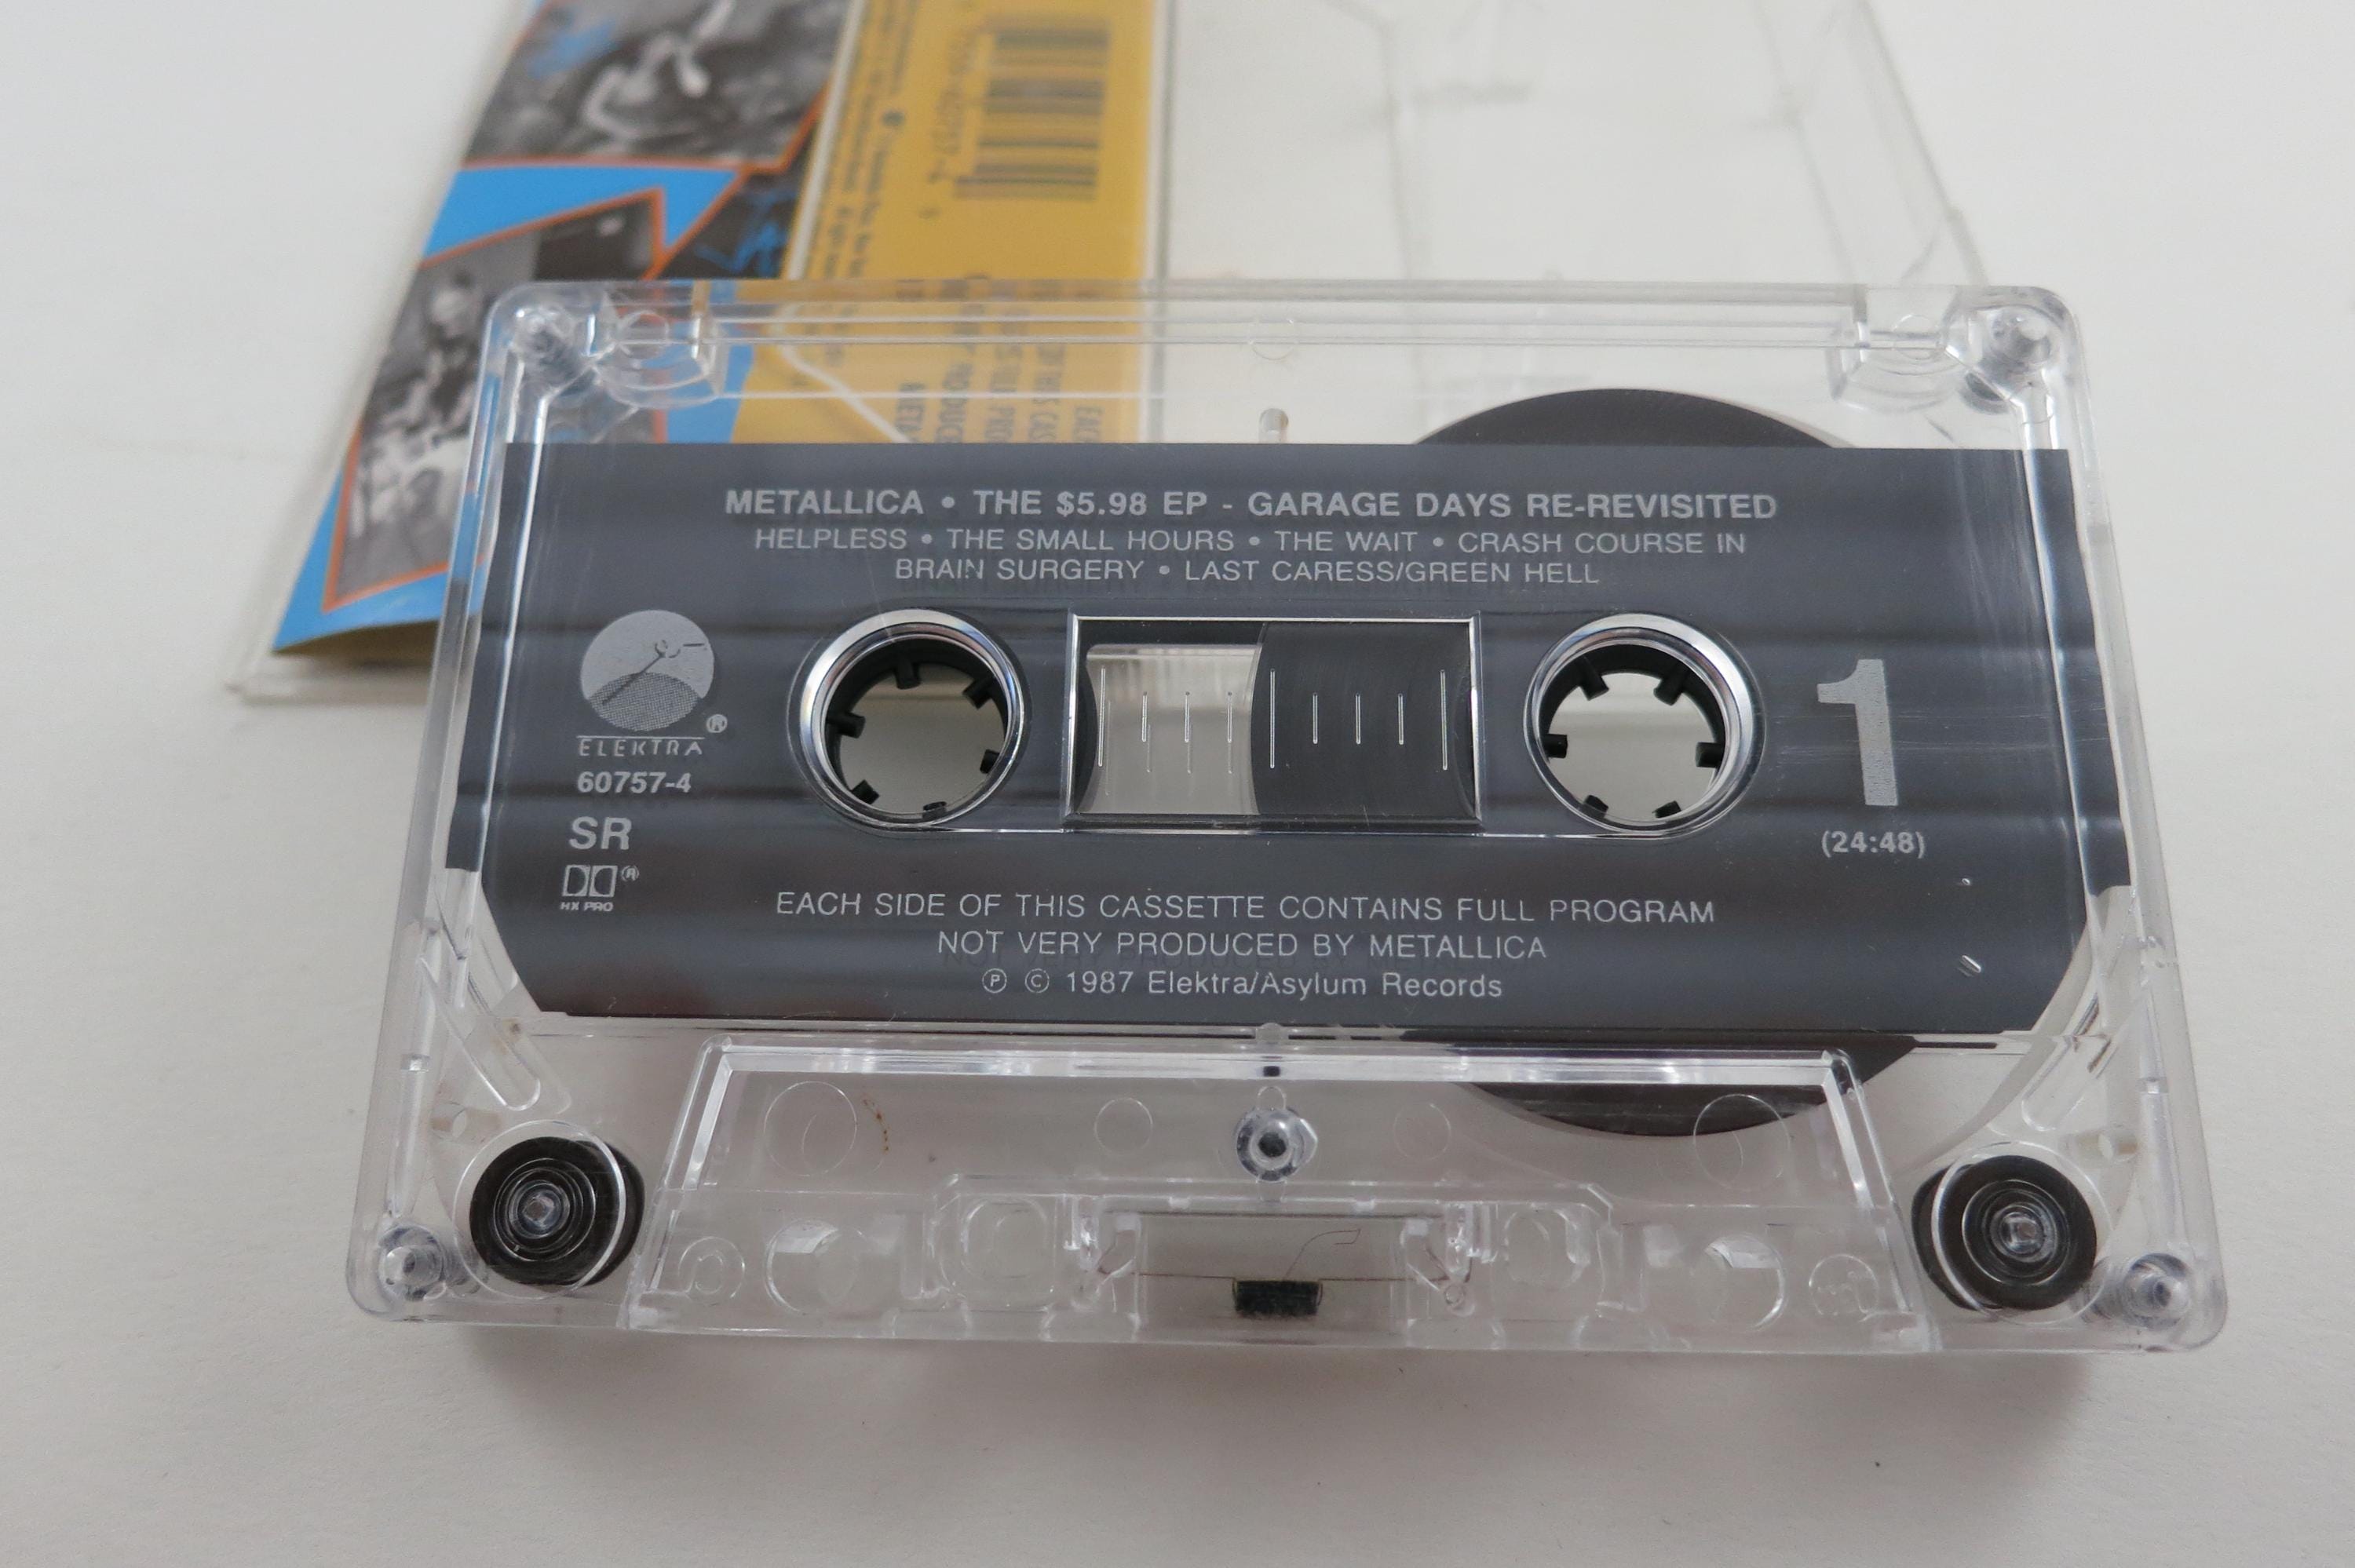 METALLICA • THE $5.98 EP - GARAGE DAYS RE-REVISITED
HELPLESS • THE SMALL HOURS • THE WAIT • CRASH COURSE IN
BRAIN SURGERY • LAST CARESS/GREEN HELL
ELEKTRA ®
60757-4
SR
®
HX PRO
1
(24:48)
EACH SIDE OF THIS CASSETTE CONTAINS FULL PROGRAM
NOT VERY PRODUCED BY METALLICA
Ⓟ © 1987 Elektra/Asylum Records